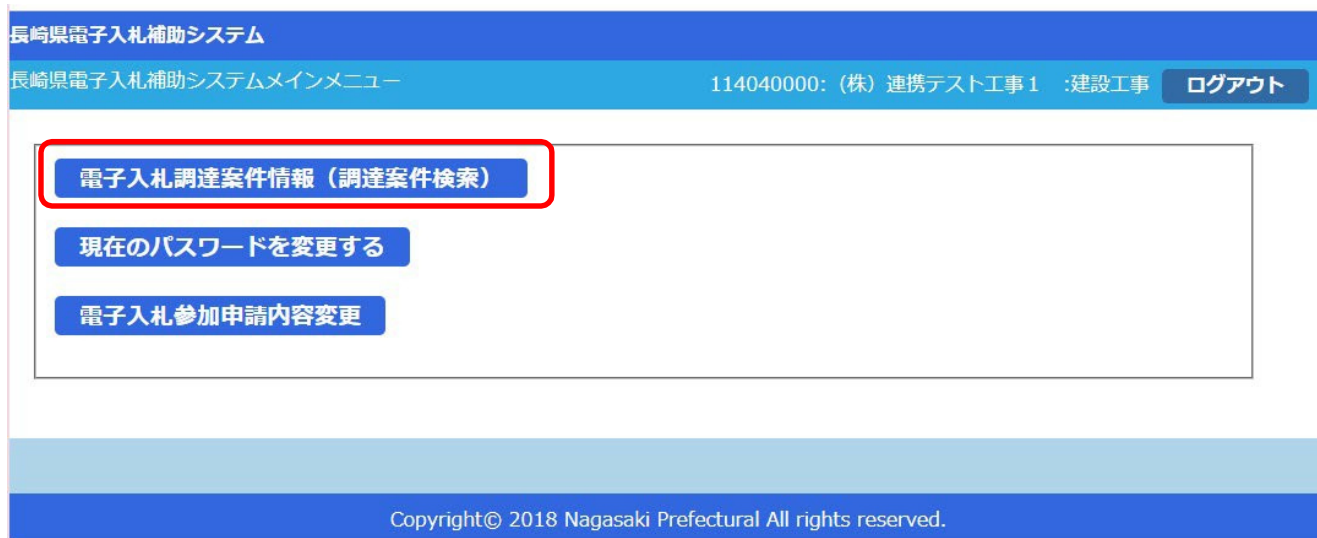 長崎県電子入札補助システム
長崎県電子入札補助システムメインメニュー 114040000:（株）連携テスト工事１ :建設工事 ログアウト
電子入札調達案件情報（調達案件検索）
現在のパスワードを変更する
電子入札参加申請内容変更
Copyright© 2018 Nagasaki Prefectural All rights reserved.